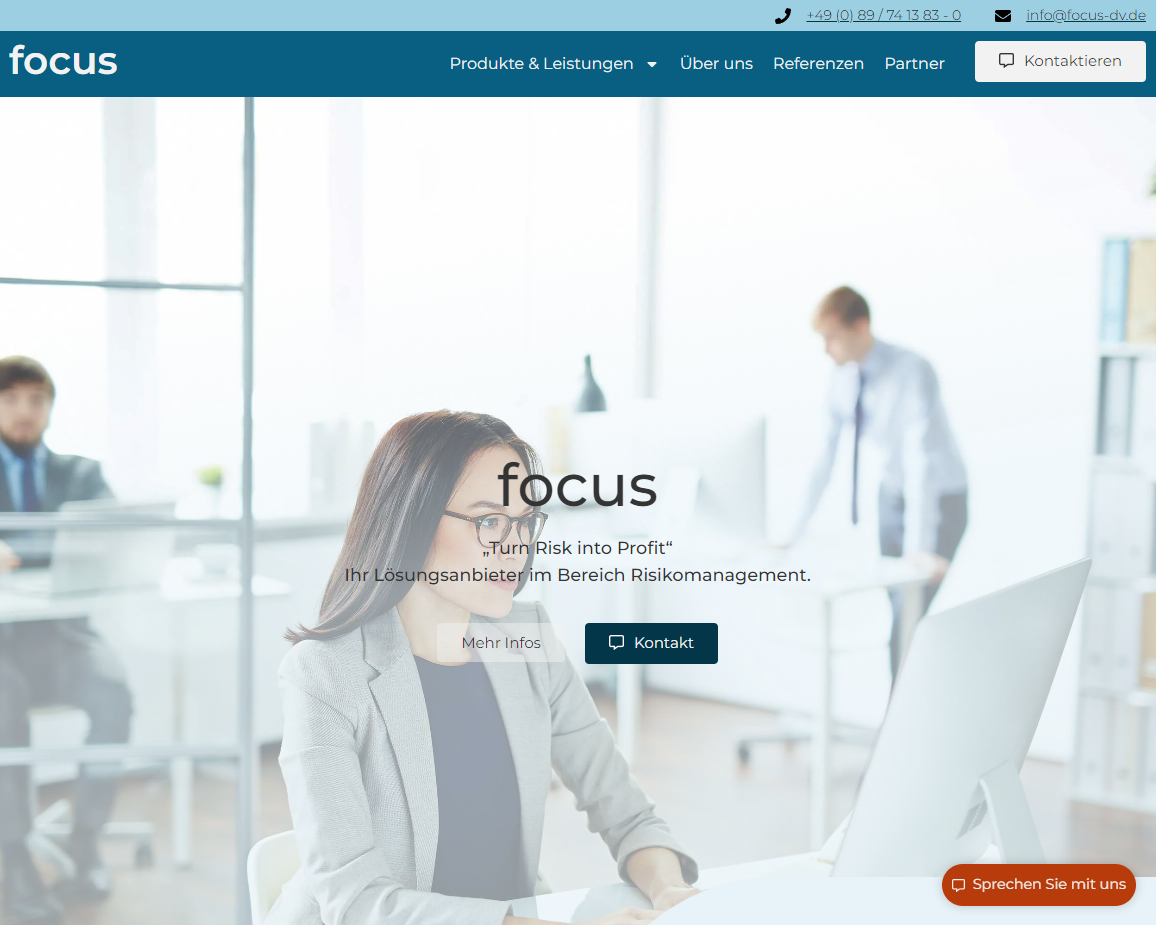 +49 (0) 89 / 74 13 83 - 0 info@focus-dv.de
focus Produkte & Leistungen Über uns Referenzen Partner Kontaktieren
focus
„Turn Risk into Profit“
Ihr Lösungsanbieter im Bereich Risikomanagement.
Mehr Infos Kontakt
Sprechen Sie mit uns